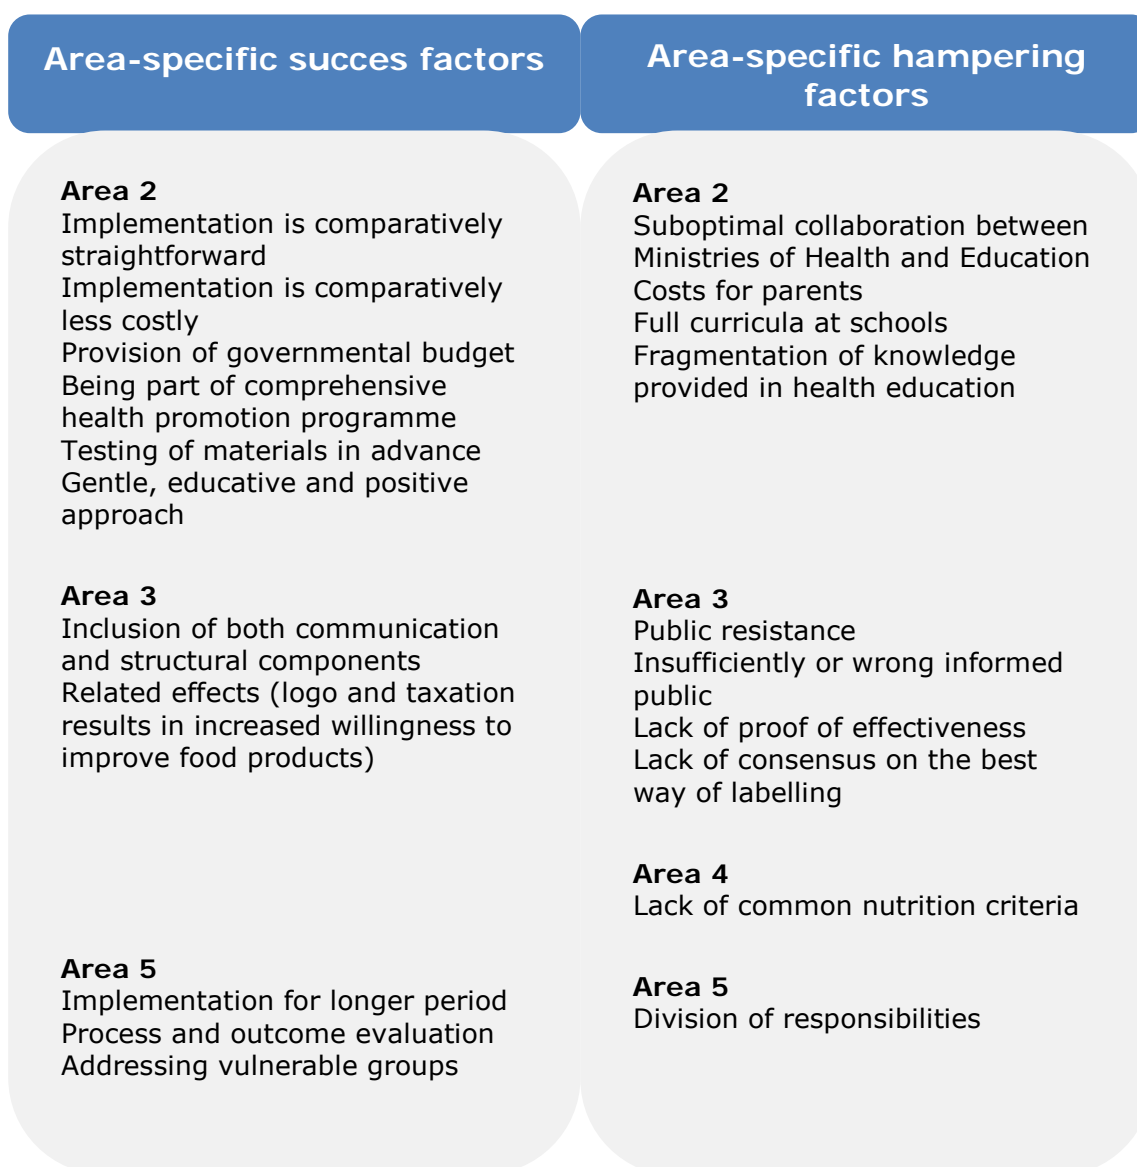 Area-specific succes factors
Area 2
Implementation is comparatively
straightforward
Implementation is comparatively
less costly
Provision of governmental budget
Being part of comprehensive
health promotion programme
Testing of materials in advance
Gentle, educative and positive
approach
Area 3
Inclusion of both communication
and structural components
Related effects (logo and taxation
results in increased willingness to
improve food products)
Area 5
Implementation for longer period
Process and outcome evaluation
Addressing vulnerable groups
Area-specific hampering
factors
Area 2
Suboptimal collaboration between
Ministries of Health and Education
Costs for parents
Full curricula at schools
Fragmentation of knowledge
provided in health education
Area 3
Public resistance
Insufficiently or wrong informed
public
Lack of proof of effectiveness
Lack of consensus on the best
way of labelling
Area 4
Lack of common nutrition criteria
Area 5
Division of responsibilities